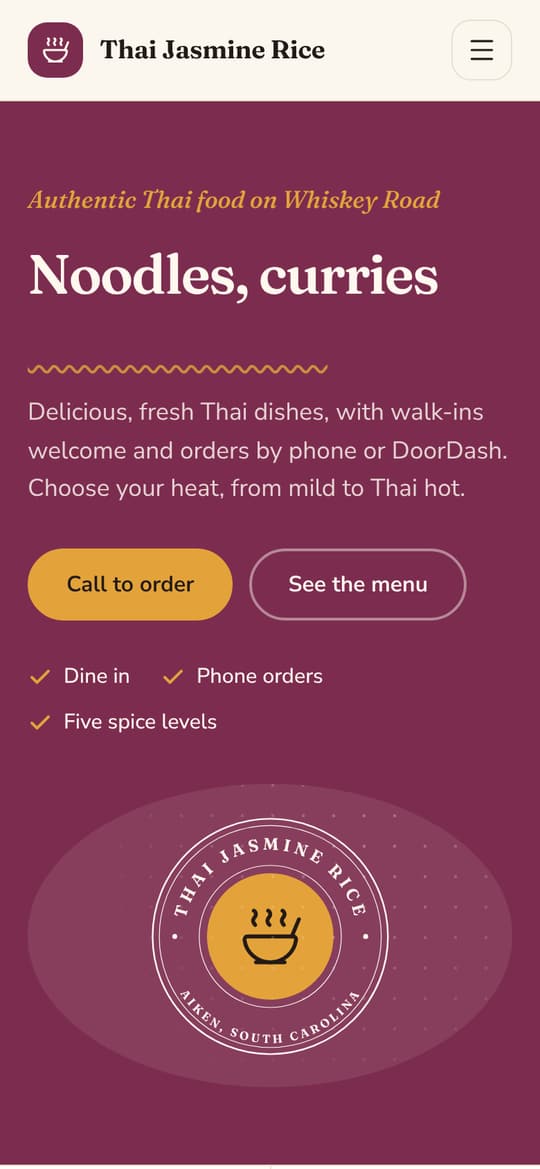 Thai Jasmine Rice
Authentic Thai food on Whiskey Road
Noodles, curries
Delicious, fresh Thai dishes, with walk-ins
welcome and orders by phone or DoorDash.
Choose your heat, from mild to Thai hot.
Call to order
See the menu
Dine in
Phone orders
Five spice levels
THAI JASMINE RICE
AIKEN, SOUTH CAROLINA